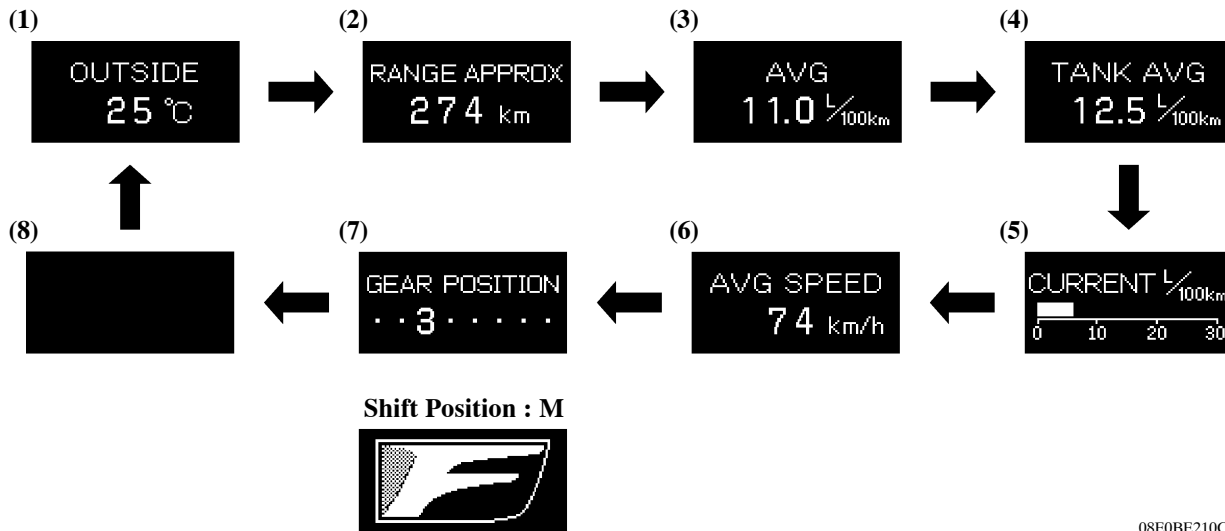 (1)
OUTSIDE
25 ℃
(2)
RANGE APPROX
274 km
(3)
AVG
11.0 L/100km
(4)
TANK AVG
12.5 L/100km
(8)
(7)
GEAR POSITION
· · 3 · · · · ·
(6)
AVG SPEED
74 km/h
(5)
CURRENT L/100km
0 10 20 30
Shift Position : M